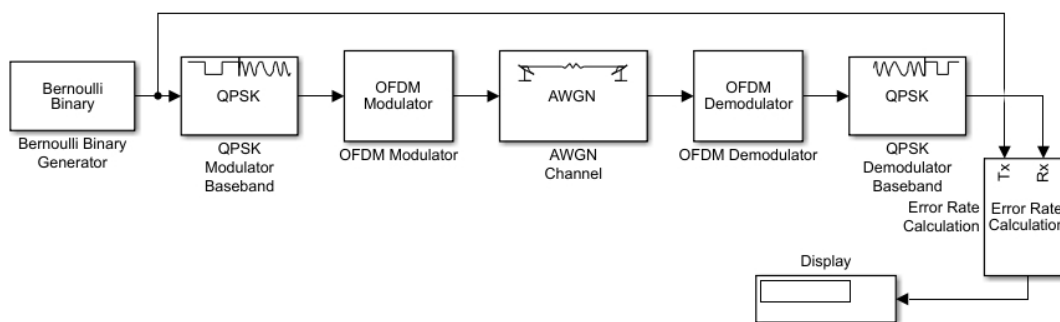 Bernoulli
Binary
Bernoulli Binary
Generator
QPSK
QPSK
Modulator
Baseband
OFDM
Modulator
OFDM Modulator
AWGN
AWGN
Channel
OFDM
Demodulator
OFDM Demodulator
QPSK
QPSK
Demodulator
Baseband
Tx
Rx
Error Rate
Calculation
Error Rate
Calculation
Display